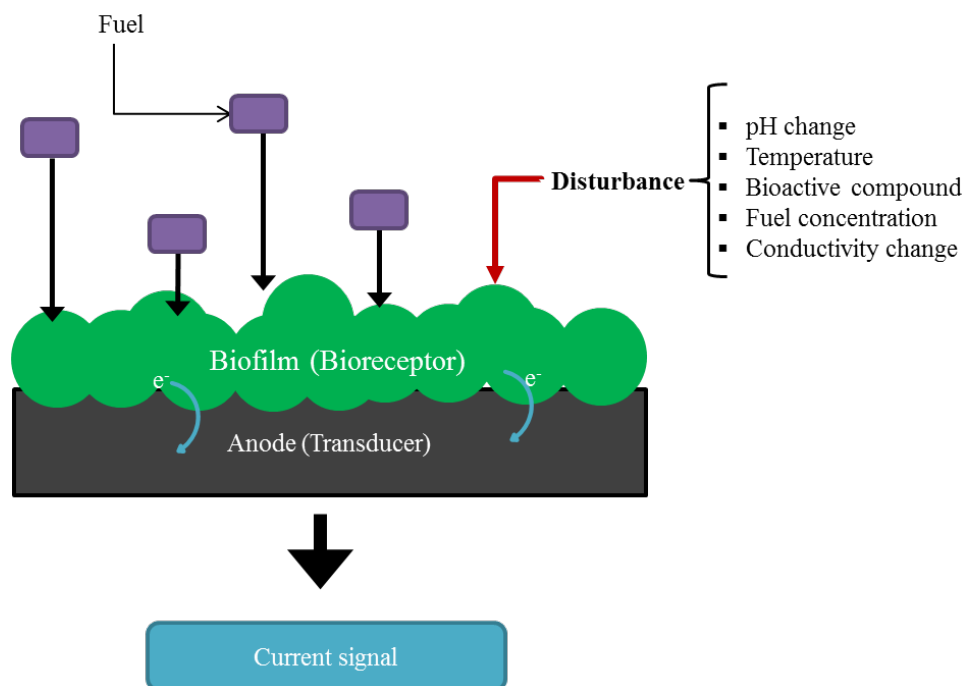 Fuel
Disturbance
▪ pH change
▪ Temperature
▪ Bioactive compound
▪ Fuel concentration
▪ Conductivity change
Biofilm (Bioreceptor)
e-
e-
Anode (Transducer)
Current signal